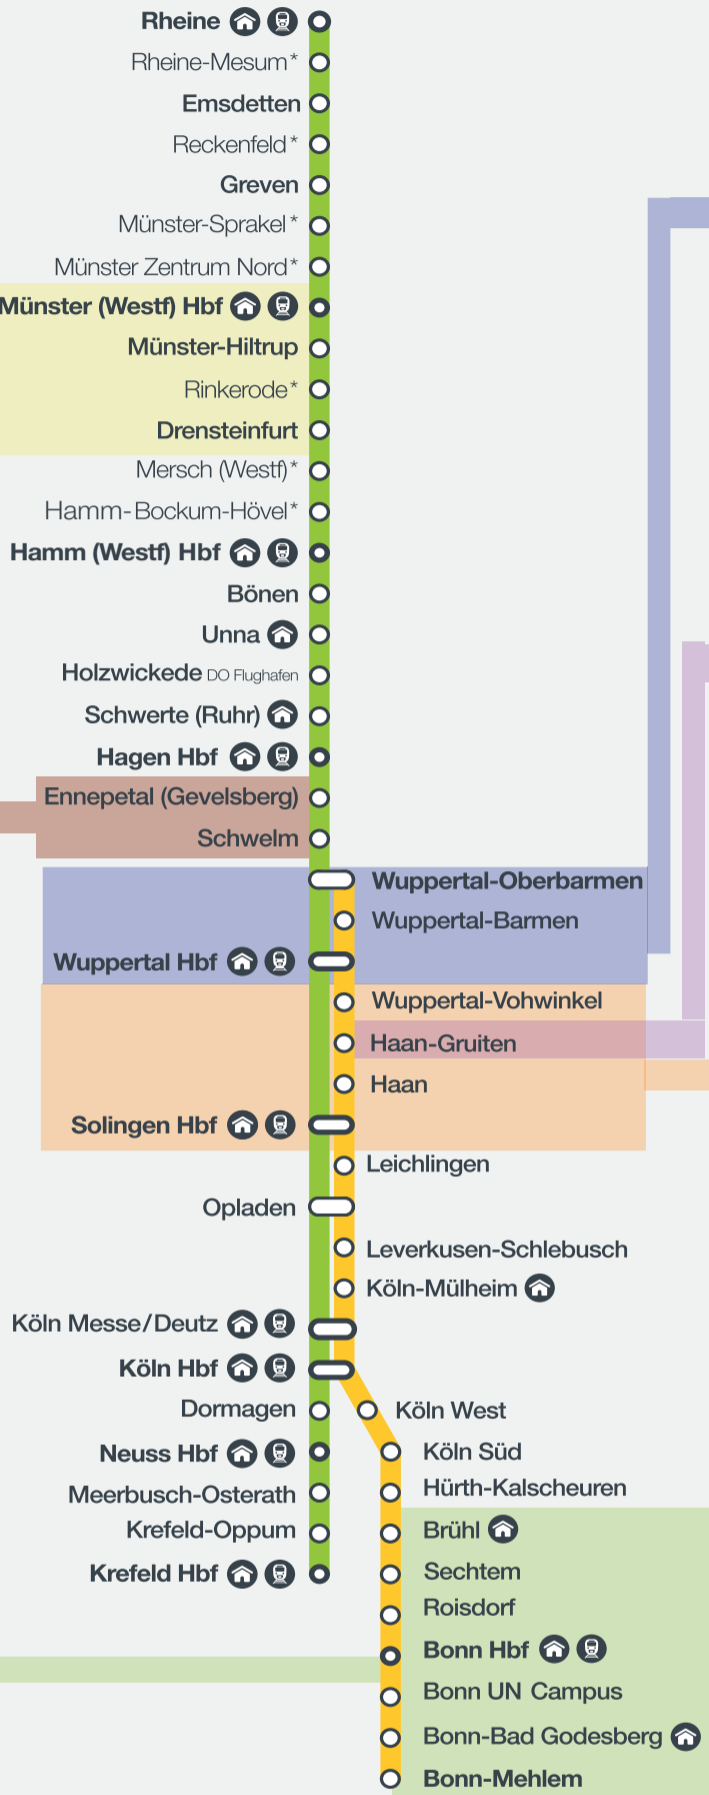 Rheine
Rheine-Mesum*
Emsdetten
Reckenfeld*
Greven
Münster-Sprakel*
Münster Zentrum Nord*
Münster (Westf) Hbf
Münster-Hiltrup
Rinkerode*
Drensteinfurt
Mersch (Westf)*
Hamm-Bockum-Hövel*
Hamm (Westf) Hbf
Bönen
Unna
Holzwickede DO Flughafen
Schwerte (Ruhr)
Hagen Hbf
Ennepetal (Gevelsberg)
Schwelm
Wuppertal-Oberbarmen
Wuppertal-Barmen
Wuppertal Hbf
Wuppertal-Vohwinkel
Haan-Gruiten
Haan
Solingen Hbf
Leichlingen
Opladen
Leverkusen-Schlebusch
Köln-Mülheim
Köln Messe/Deutz
Köln Hbf
Dormagen
Köln West
Neuss Hbf
Köln Süd
Meerbusch-Osterath
Hürth-Kalscheuren
Krefeld-Oppum
Brühl
Krefeld Hbf
Sechtem
Roisdorf
Bonn Hbf
Bonn UN Campus
Bonn-Bad Godesberg
Bonn-Mehlem